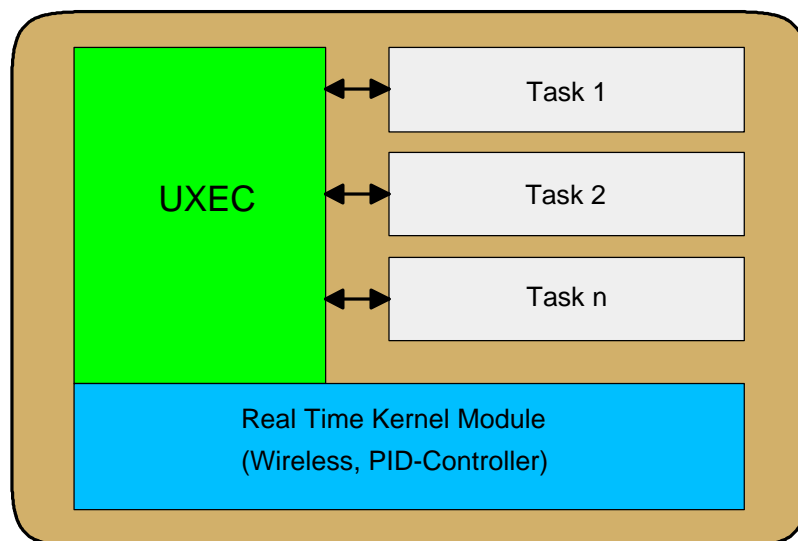 Task 1
UXEC
Task 2
Task n
Real Time Kernel Module
(Wireless, PID-Controller)